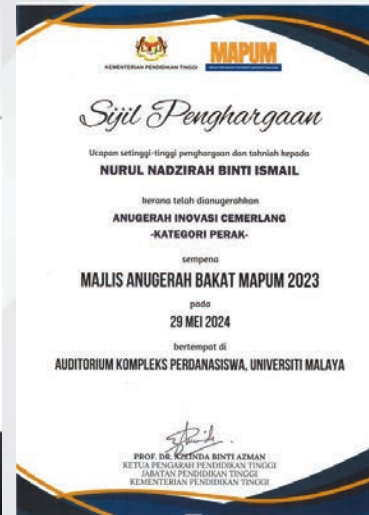 KEMENTERIAN PENDIDIKAN TINGGI
MAPUM
Sijil Penghargaan
Ucapan setinggi-tinggi penghargaan dan tahniah kepada
NURUL NADZIRAH BINTI ISMAIL
kerana telah dianugerahkan
ANUGERAH INOVASI CEMERLANG
-KATEGORI PERAK-
sempena
MAJLIS ANUGERAH BAKAT MAPUM 2023
pada
29 MEI 2024
bertempat di
AUDITORIUM KOMPLEKS PERDANASISWA, UNIVERSITI MALAYA
PROF. DR. BINTI AZMAN
KETUA PENGARAH PENDIDIKAN TINGGI
JABATAN PENDIDIKAN TINGGI
KEMENTERIAN PENDIDIKAN TINGGI